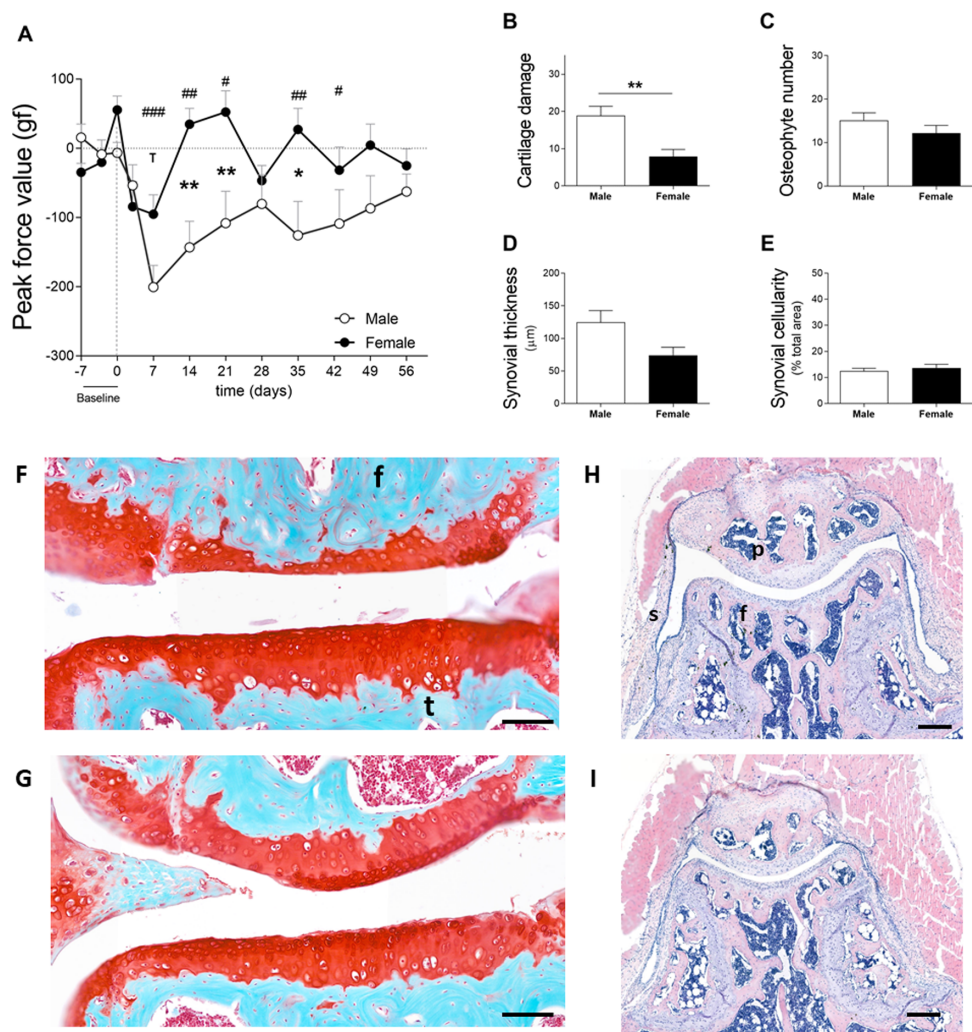 A
Peak force value (gf)
100
0
-100
-200
-300
###
##
#
##
#
T
**
**
*
Male
Female
-7
0
7
14
21
28
35
42
49
56
Baseline
time (days)
B
Cartilage damage
30
20
10
0
**
Male
Female
C
Osteophyte number
30
20
10
0
Male
Female
D
Synovial thickness
(μm)
200
150
100
50
0
Male
Female
E
Synovial cellularity
(% total area)
50
40
30
20
10
0
Male
Female
F
f
t
H
p
s
f
G
I